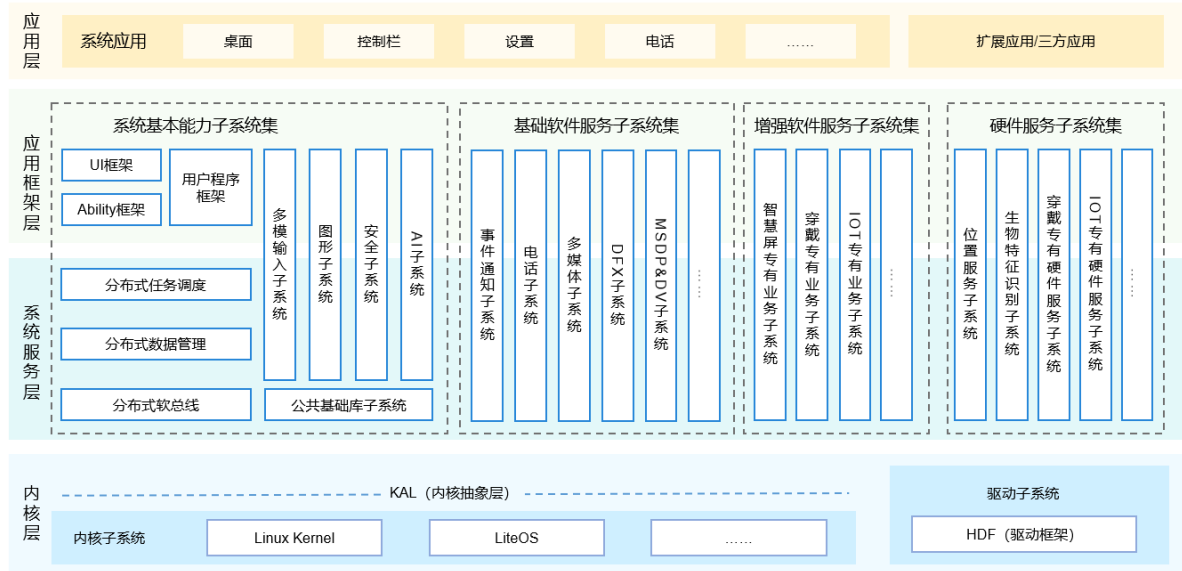 应用层
系统应用
桌面
控制栏
设置
电话
……
扩展应用/三方应用
应用框架层
系统基本能力子系统集
UI框架
Ability框架
用户程序
框架
多模输入子系统
图形子系统
安全子系统
AI子系统
基础软件服务子系统集
事件通知子系统
电话子系统
多媒体子系统
DFX子系统
MSDP&DV子系统
……
增强软件服务子系统集
智慧屏专有业务子系统
穿戴专有业务子系统
IOT专有业务子系统
……
硬件服务子系统集
位置服务子系统
生物特征识别子系统
穿戴专有硬件服务子系统
IOT专有硬件服务子系统
……
系统服务层
分布式任务调度
分布式数据管理
分布式软总线
公共基础库子系统
内核层
KAL（内核抽象层）
内核子系统
Linux Kernel
LiteOS
……
驱动子系统
HDF（驱动框架）